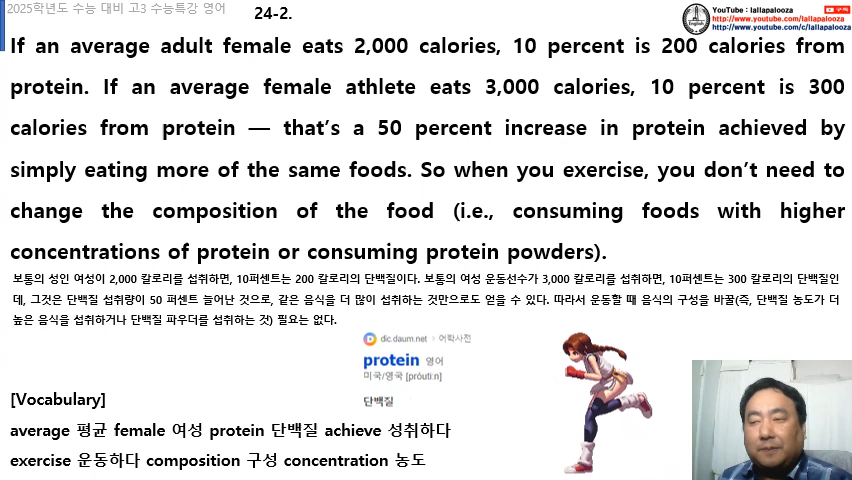 2025학년도 수능 대비 고3 수능특강 영어
24-2.
YouTube : lallapalooza 구독
http://www.youtube.com/lallapalooza
http://www.youtube.com/c/lallapalooza
If an average adult female eats 2,000 calories, 10 percent is 200 calories from
protein. If an average female athlete eats 3,000 calories, 10 percent is 300
calories from protein — that’s a 50 percent increase in protein achieved by
simply eating more of the same foods. So when you exercise, you don’t need to
change the composition of the food (i.e., consuming foods with higher
concentrations of protein or consuming protein powders).
보통의 성인 여성이 2,000 칼로리를 섭취하면, 10퍼센트는 200 칼로리의 단백질이다. 보통의 여성 운동선수가 3,000 칼로리를 섭취하면, 10퍼센트는 300 칼로리의 단백질인
데, 그것은 단백질 섭취량이 50 퍼센트 늘어난 것으로, 같은 음식을 더 많이 섭취하는 것만으로도 얻을 수 있다. 따라서 운동할 때 음식의 구성을 바꿀(즉, 단백질 농도가 더
높은 음식을 섭취하거나 단백질 파우더를 섭취하는 것) 필요는 없다.
dic.daum.net > 어학사전
protein 영어
미국/영국 [próuti:n]
단백질
[Vocabulary]
average 평균 female 여성 protein 단백질 achieve 성취하다
exercise 운동하다 composition 구성 concentration 농도